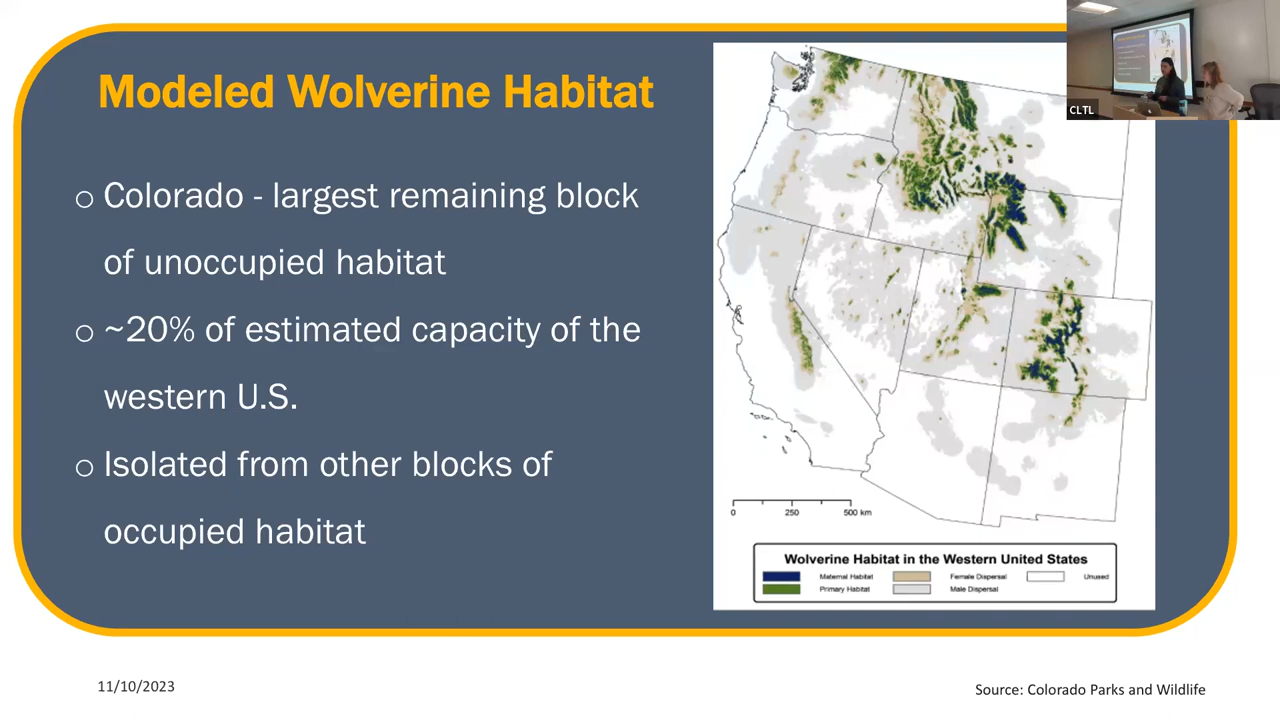 Modeled Wolverine Habitat
○ Colorado - largest remaining block
of unoccupied habitat
○ ~20% of estimated capacity of the
western U.S.
○ Isolated from other blocks of
occupied habitat
CLTL
0 250 500 km
Wolverine Habitat in the Western United States
Maternal Habitat Female Dispersal Unused
Primary Habitat Male Dispersal
11/10/2023
Source: Colorado Parks and Wildlife